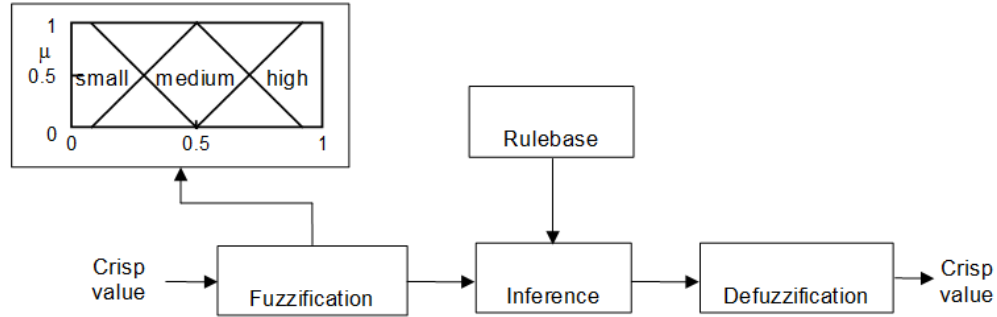 1
μ
0.5
small
medium
high
0
0
0.5
1
Rulebase
Crisp
value
Fuzzification
Inference
Defuzzification
Crisp
value